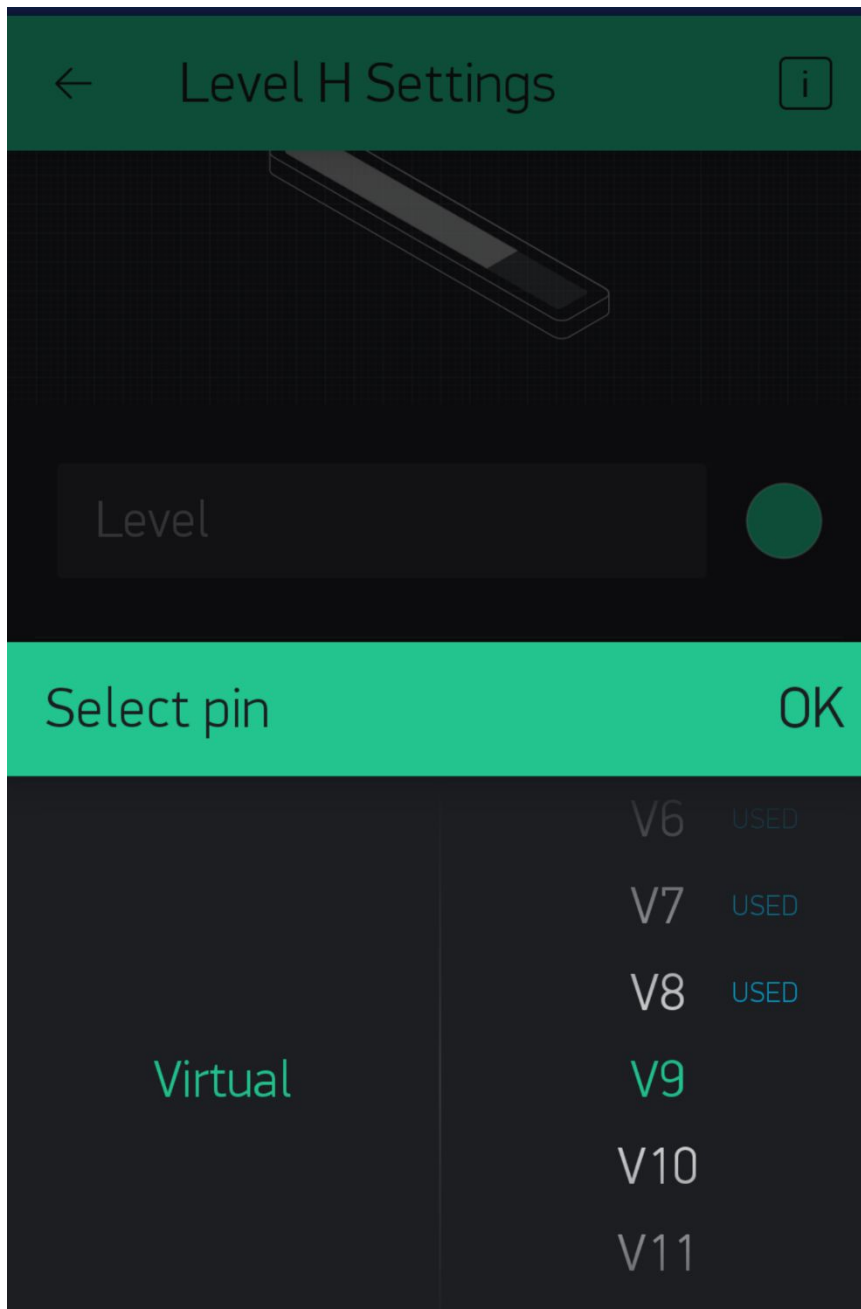 ← Level H Settings i
Level
Select pin OK
V6 USED
V7 USED
V8 USED
Virtual V9
V10
V11